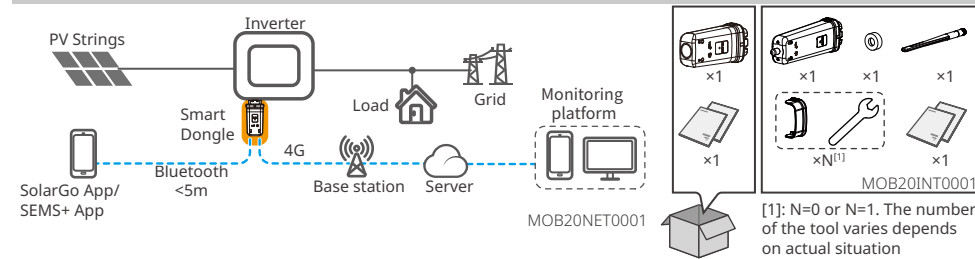 Inverter
PV Strings
Load
Grid
Smart
Dongle
4G
Bluetooth
<5m
SolarGo App/
SEMS+ App
Base station
Server
Monitoring
platform
MOB20NET0001
×1
×1
×1
×1
×1
×N[1]
×1
MOB20INT0001
[1]: N=0 or N=1. The number
of the tool varies depends
on actual situation